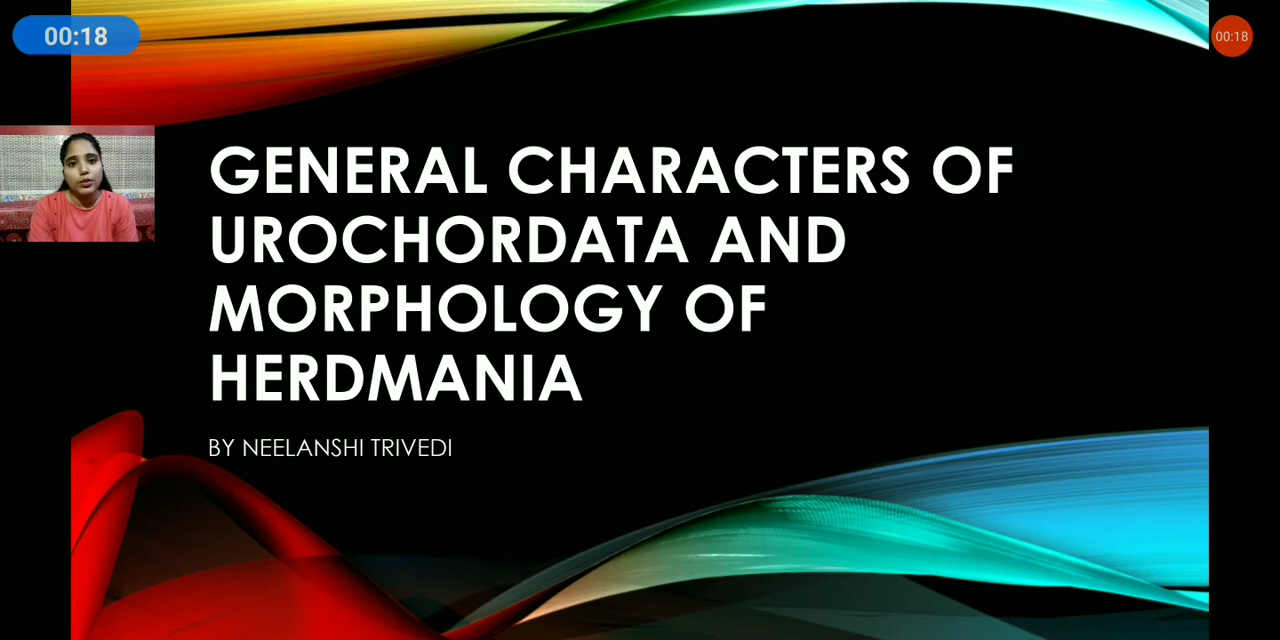 00:18
00:18
GENERAL CHARACTERS OF
UROCHORDATA AND
MORPHOLOGY OF
HERDMANIA
BY NEELANSHI TRIVEDI